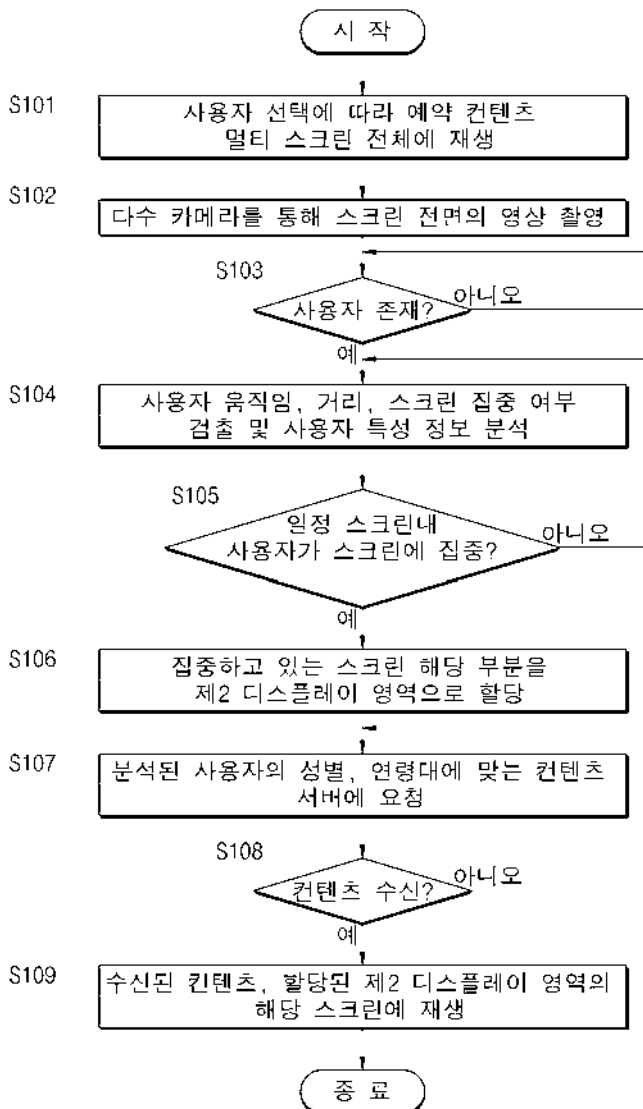 시 작
S101
사용자 선택에 따라 예약 컨텐츠
멀티 스크린 전체에 재생
S102
다수 카메라를 통해 스크린 전면의 영상 촬영
S103
사용자 존재?
아니오
예
S104
사용자 움직임, 거리, 스크린 집중 여부
검출 및 사용자 특성 정보 분석
S105
일정 스크린내
사용자가 스크린에 집중?
아니오
예
S106
집중하고 있는 스크린 해당 부분을
제2 디스플레이 영역으로 할당
S107
분석된 사용자의 성별, 연령대에 맞는 컨텐츠
서버에 요청
S108
컨텐츠 수신?
아니오
예
S109
수신된 컨텐츠, 할당된 제2 디스플레이 영역의
해당 스크린에 재생
종 료